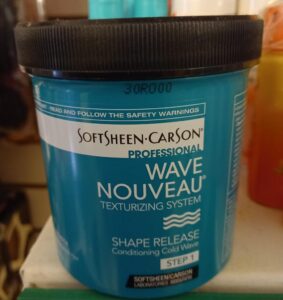 30R000
READ AND FOLLOW THE SAFETY WARNINGS
SOFTSHEEN·CARSON®
PROFESSIONAL
WAVE
NOUVEAU®
TEXTURIZING SYSTEM
SHAPE RELEASE
Conditioning Cold Wave
STEP 1
SOFTSHEEN/CARSON
LABORATORIES